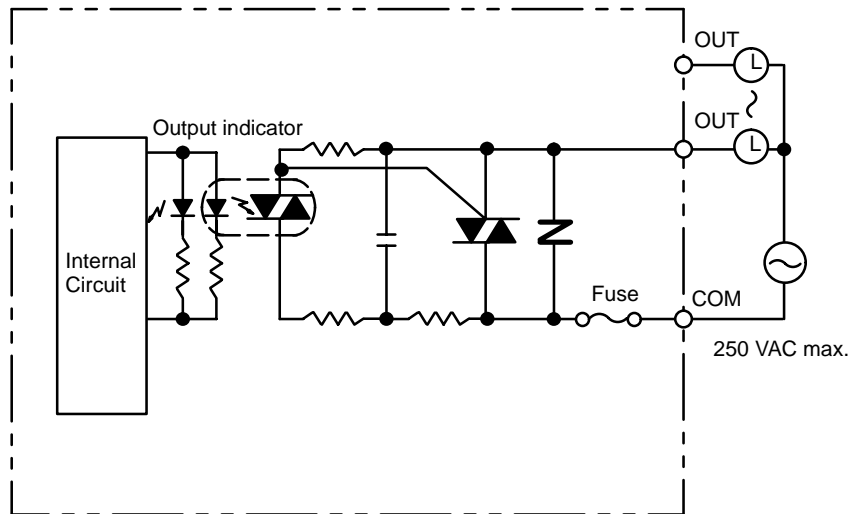 OUT
L
Output indicator
OUT
L
Internal
Circuit
Fuse
COM
250 VAC max.